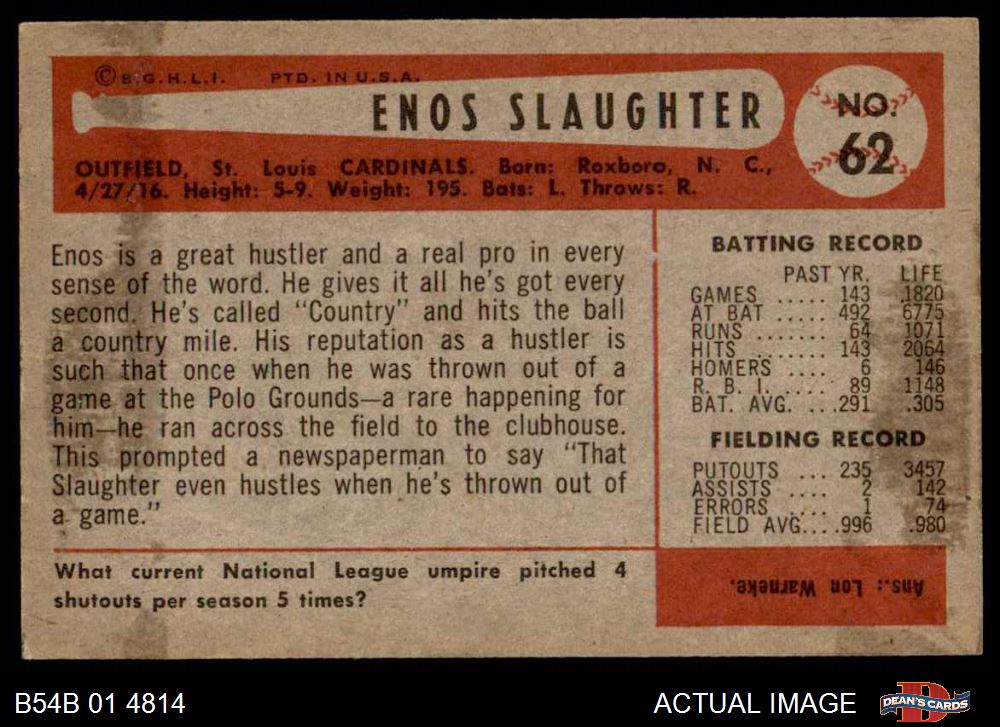 © B.G.H.L.I. PTD. IN U.S.A.
ENOS SLAUGHTER
NO.
62
OUTFIELD, St. Louis CARDINALS. Born: Roxboro, N. C.,
4/27/16. Height: 5-9. Weight: 195. Bats: L. Throws: R.
Enos is a great hustler and a real pro in every
sense of the word. He gives it all he's got every
second. He's called "Country" and hits the ball
a country mile. His reputation as a hustler is
such that once when he was thrown out of a
game at the Polo Grounds—a rare happening for
him—he ran across the field to the clubhouse.
This prompted a newspaperman to say "That
Slaughter even hustles when he's thrown out of
a game."
BATTING RECORD
PAST YR. LIFE
GAMES ..... 143 1820
AT BAT ..... 492 6775
RUNS ....... 64 1071
HITS ....... 143 2064
HOMERS .... 6 146
R. B. I. ..... 89 1148
BAT. AVG. ...291 .305
FIELDING RECORD
PUTOUTS ... 235 3457
ASSISTS .... 2 142
ERRORS .... 1 74
FIELD AVG... .996 .980
What current National League umpire pitched 4
shutouts per season 5 times?
Ans.: Lon Warneke.
B54B 01 4814
ACTUAL IMAGE
DEAN'S CARDS